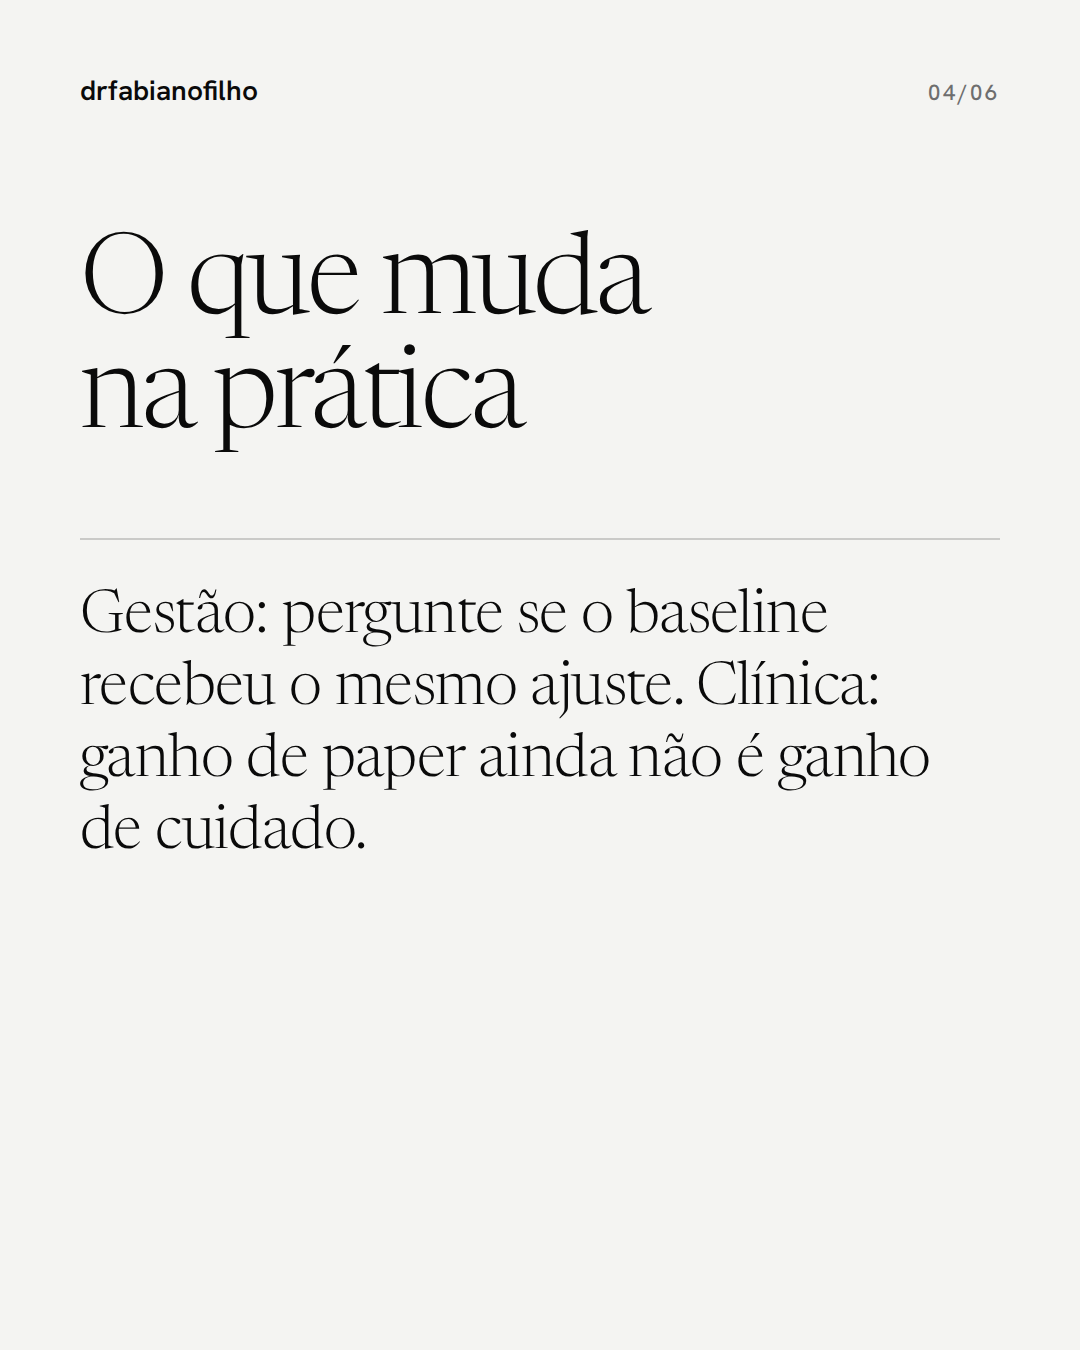 drfabianofilho
04/06
O que muda
na prática
Gestão: pergunte se o baseline
recebeu o mesmo ajuste. Clínica:
ganho de paper ainda não é ganho
de cuidado.